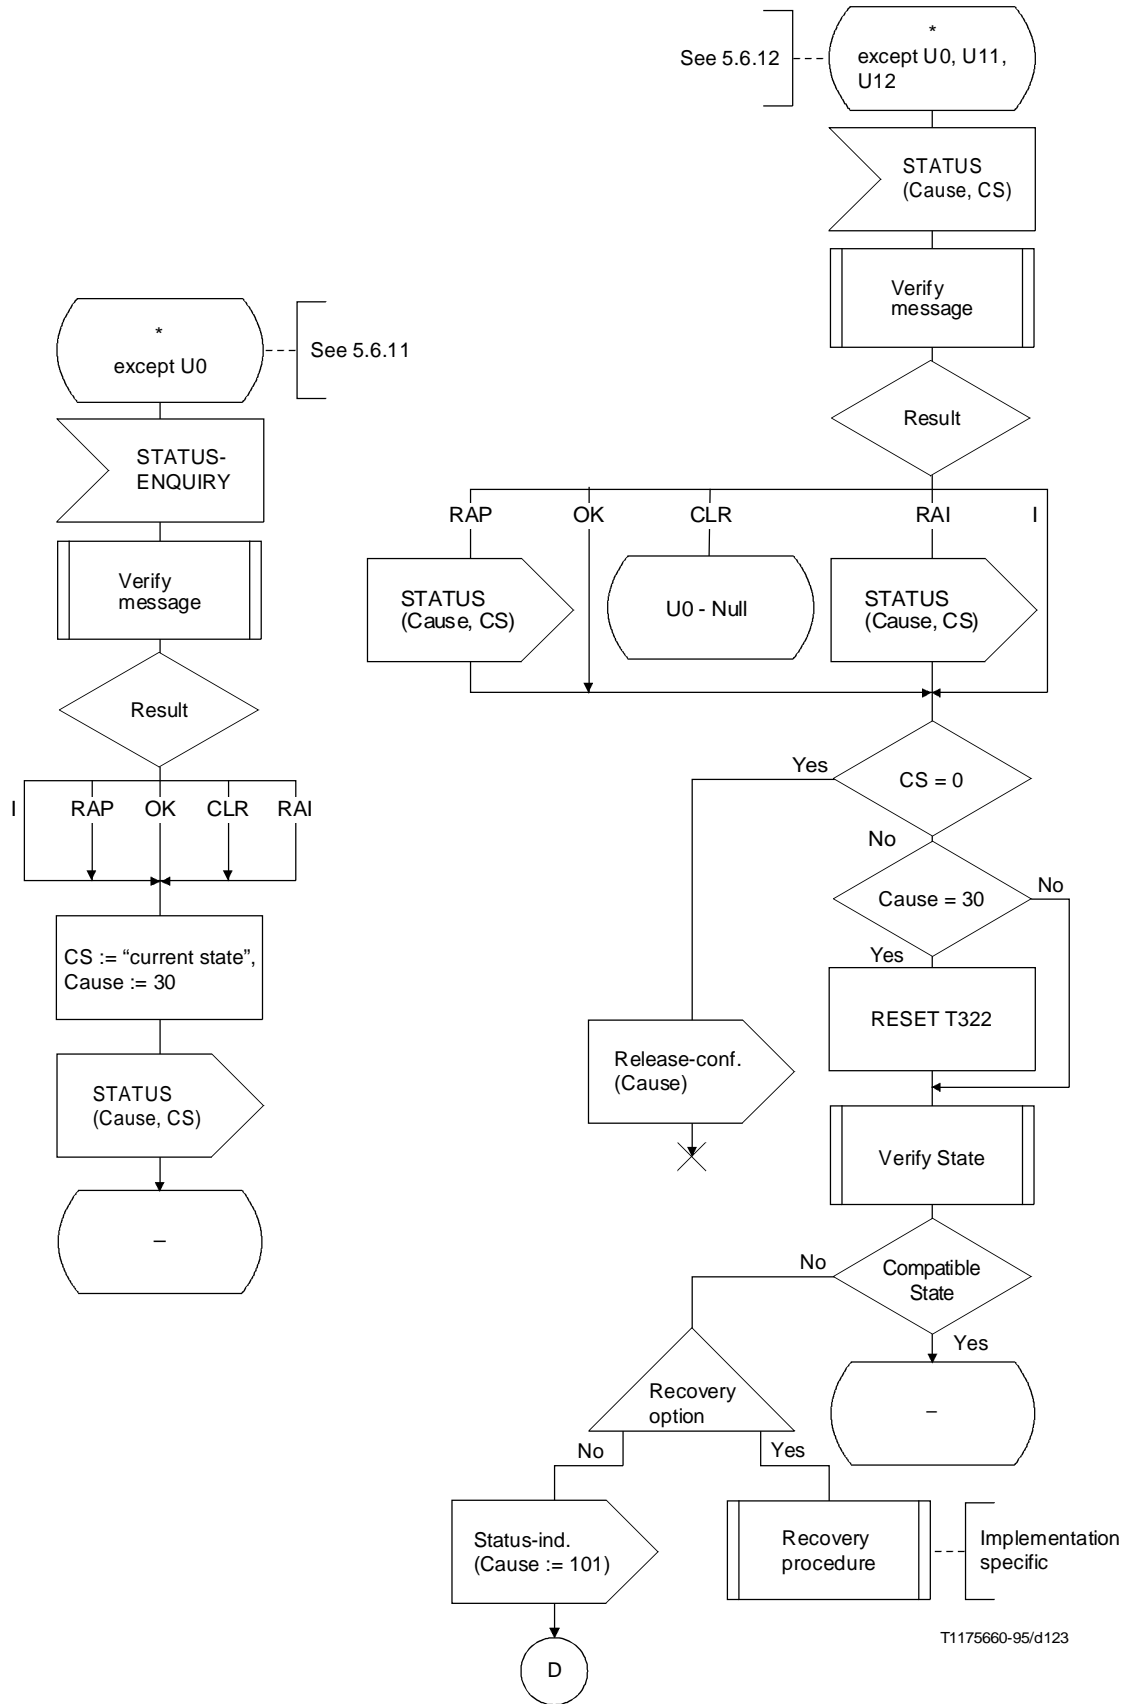 See 5.6.12
*
except U0, U11,
U12
STATUS
(Cause, CS)
Verify
message
Result
RAP
OK
CLR
RAI
I
STATUS
(Cause, CS)
U0 - Null
STATUS
(Cause, CS)
Yes
CS = 0
No
Cause = 30
No
Yes
RESET T322
Release-conf.
(Cause)
Verify State
No
Compatible
State
Yes
–
Recovery
option
No
Yes
Status-ind.
(Cause := 101)
Recovery
procedure
Implementation
specific
D
*
except U0
See 5.6.11
STATUS-
ENQUIRY
Verify
message
Result
I
RAP
OK
CLR
RAI
CS := “current state”,
Cause := 30
STATUS
(Cause, CS)
–
T1175660-95/d123